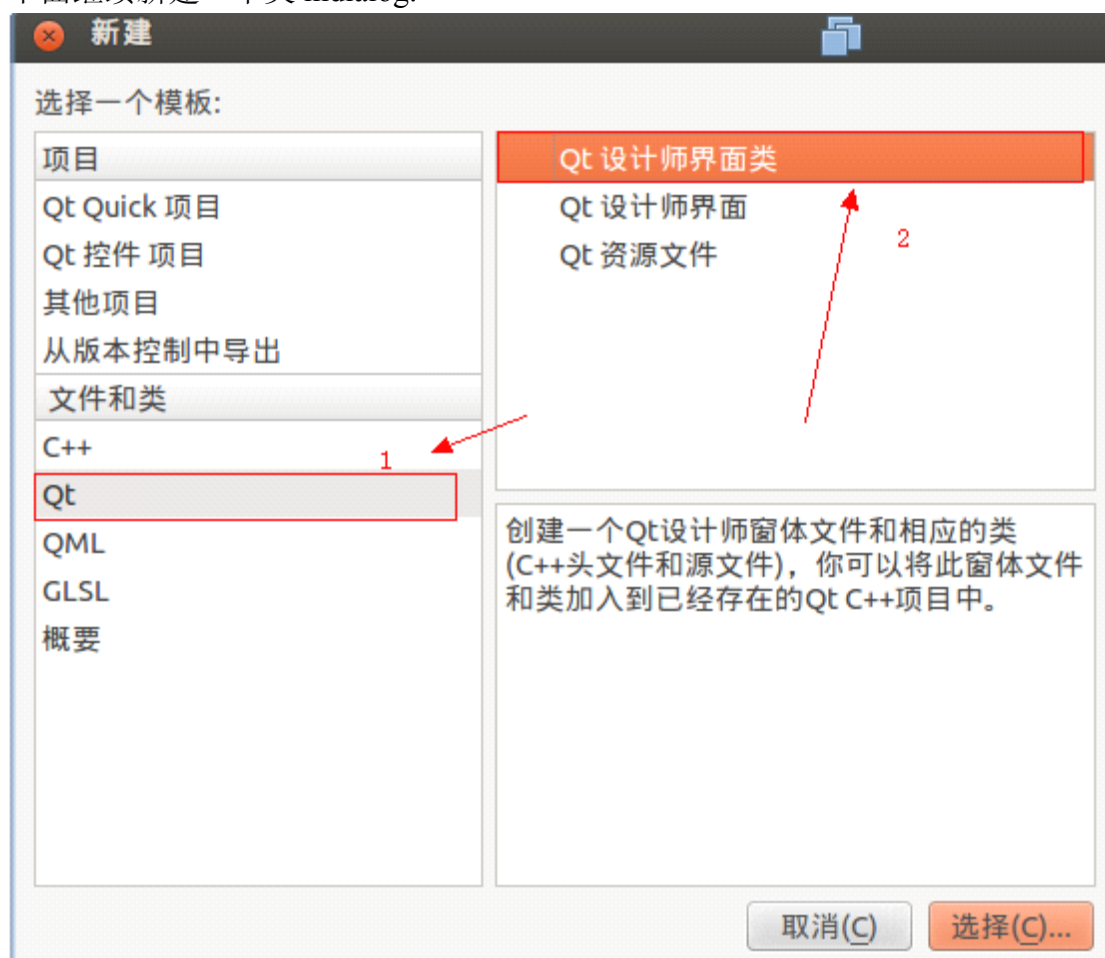 新建
选择一个模板:
项目
Qt Quick 项目
Qt 控件 项目
其他项目
从版本控制中导出
文件和类
C++
Qt
QML
GLSL
概要
1
Qt 设计师界面类
Qt 设计师界面
Qt 资源文件
2
创建一个Qt设计师窗体文件和相应的类
(C++头文件和源文件)，你可以将此窗体文件
和类加入到已经存在的Qt C++项目中。
取消(C)
选择(C)...